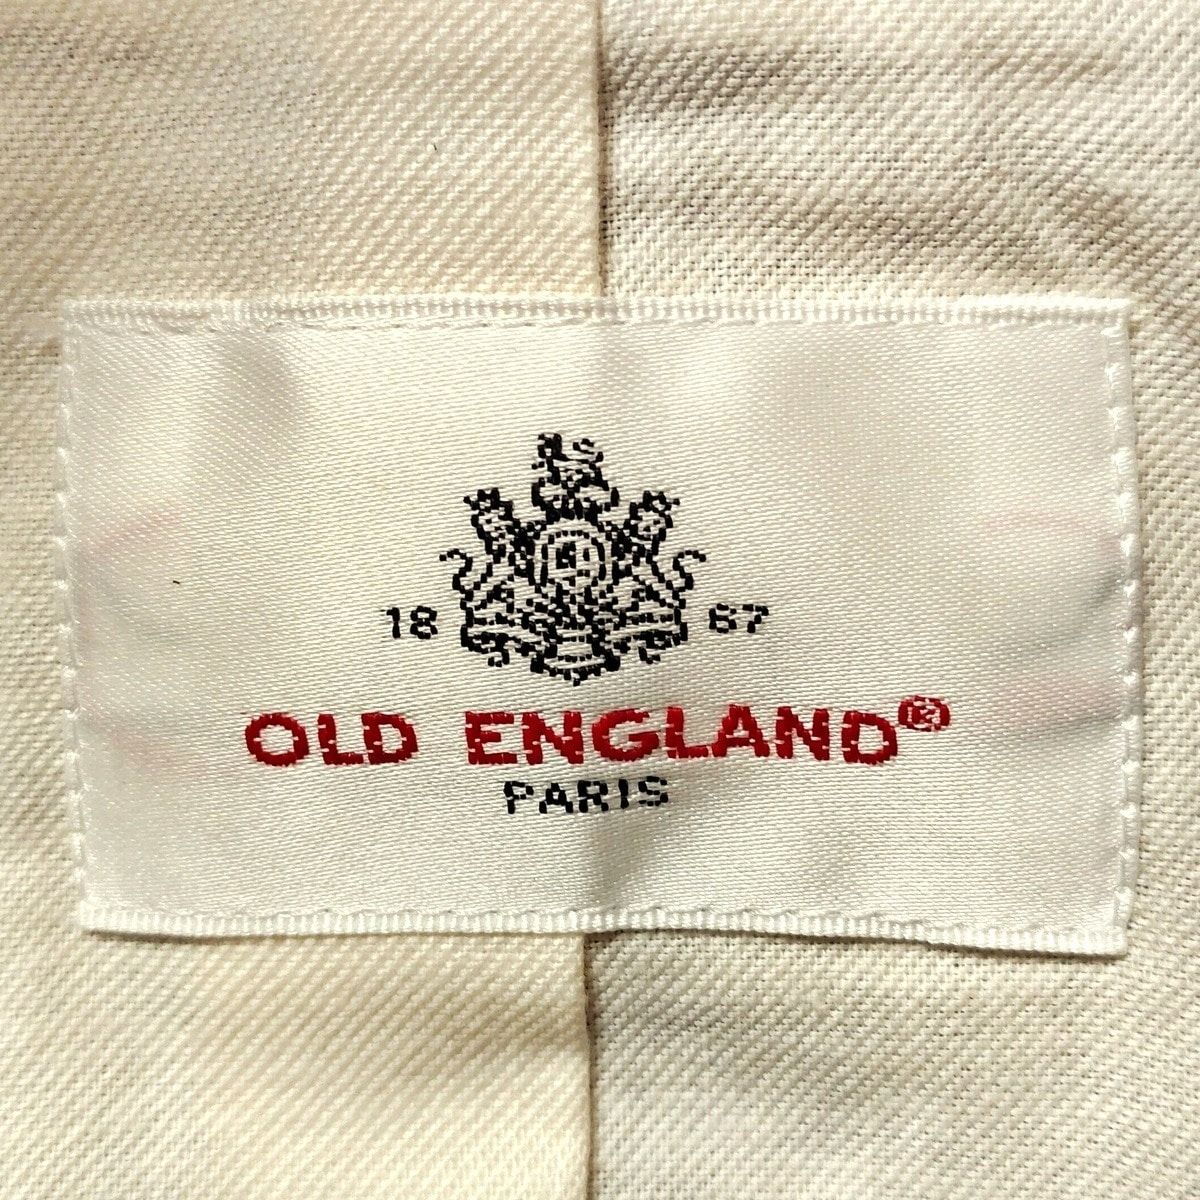 18 67
OLD ENGLAND®
PARIS